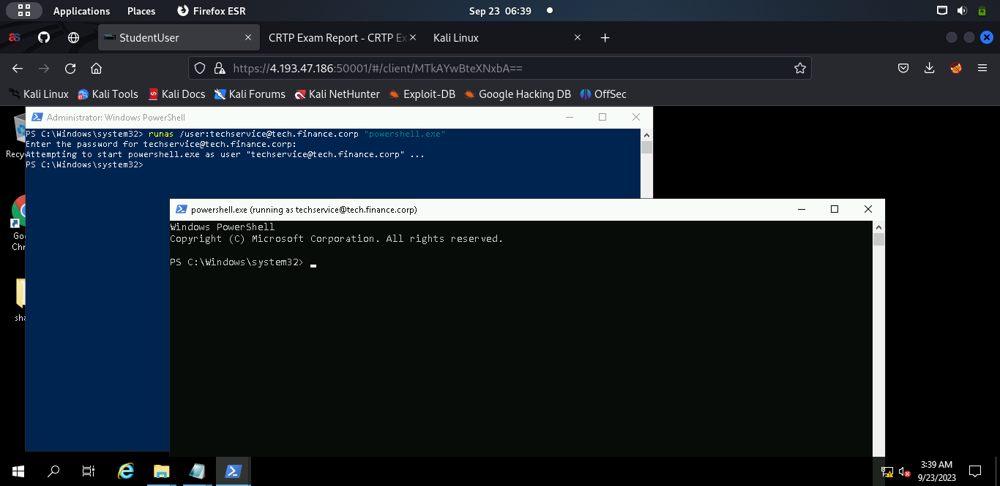 Applications Places Firefox ESR Sep 23 06:39
StudentUser CRTP Exam Report - CRTP Ex Kali Linux
https://4.193.47.186:50001/#/client/MTkAYwBteXNxbA==
Kali Linux Kali Tools Kali Docs Kali Forums Kali NetHunter Exploit-DB Google Hacking DB OffSec
Administrator: Windows PowerShell
PS C:\Windows\system32> runas /user:techservice@tech.finance.corp "powershell.exe"
Enter the password for techservice@tech.finance.corp:
Attempting to start powershell.exe as user "techservice@tech.finance.corp" ...
PS C:\Windows\system32>
Recy
Goo
Chr
sha
powershell.exe (running as techservice@tech.finance.corp)
Windows PowerShell
Copyright (C) Microsoft Corporation. All rights reserved.
PS C:\Windows\system32>
3:39 AM
9/23/2023